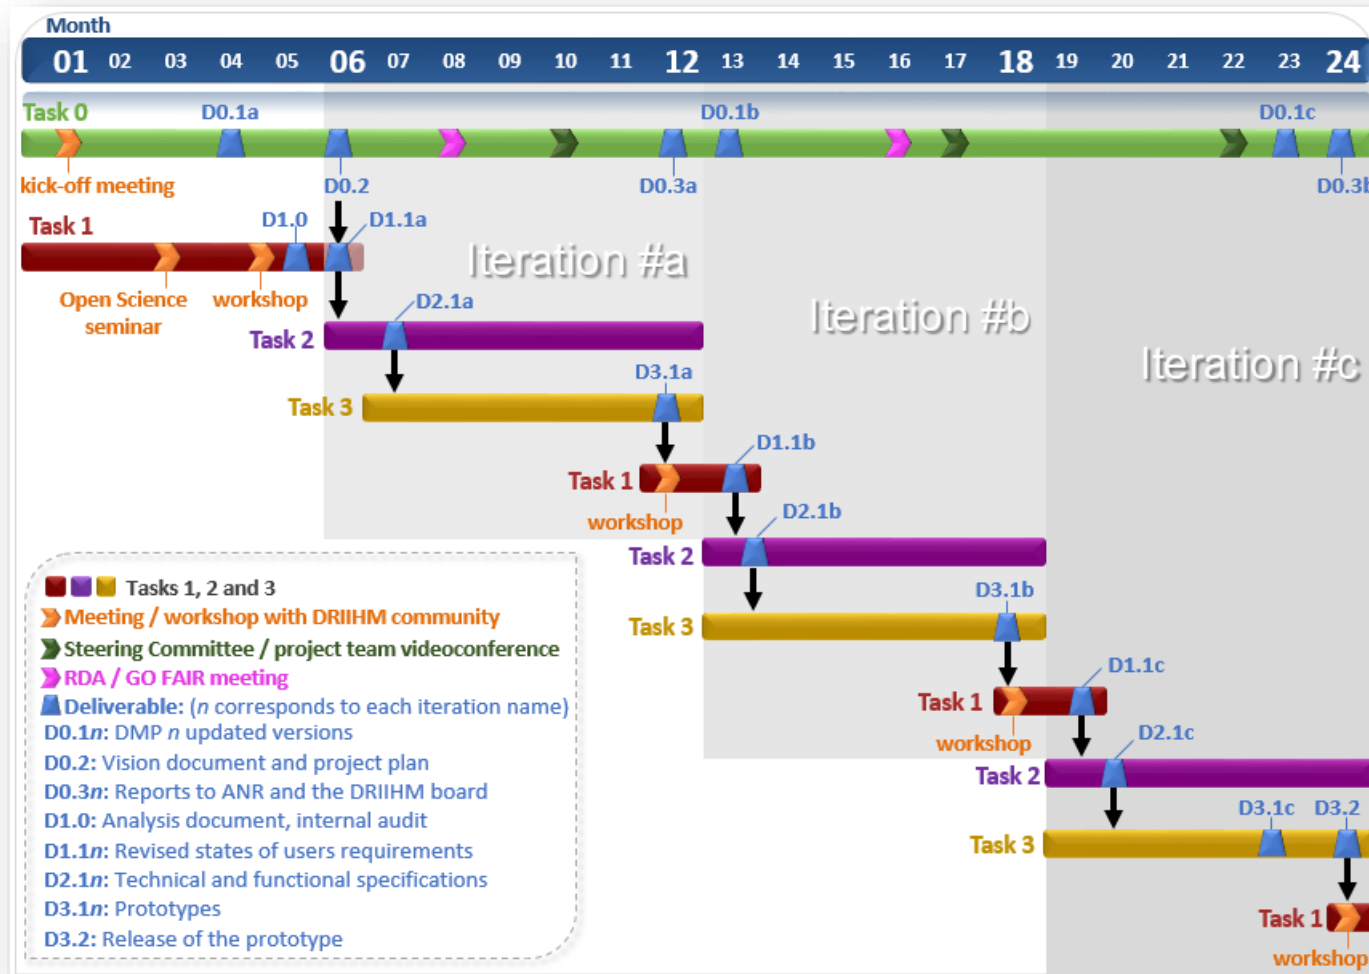 Month
01 02 03 04 05 06 07 08 09 10 11 12 13 14 15 16 17 18 19 20 21 22 23 24
Task 0
D0.1a
D0.1b
D0.1c
kick-off meeting
D0.2
D0.3a
D0.3b
Task 1
D1.0
D1.1a
Iteration #a
Open Science
seminar
workshop
D2.1a
Task 2
Iteration #b
Iteration #c
D3.1a
Task 3
D1.1b
Task 1
workshop
D2.1b
Task 2
D3.1b
Task 3
D1.1c
Task 1
workshop
D2.1c
Task 2
D3.1c
D3.2
Task 3
Task 1
workshop
Tasks 1, 2 and 3
Meeting / workshop with DRIIHM community
Steering Committee / project team videoconference
RDA / GO FAIR meeting
Deliverable: (n corresponds to each iteration name)
D0.1n: DMP n updated versions
D0.2: Vision document and project plan
D0.3n: Reports to ANR and the DRIIHM board
D1.0: Analysis document, internal audit
D1.1n: Revised states of users requirements
D2.1n: Technical and functional specifications
D3.1n: Prototypes
D3.2: Release of the prototype